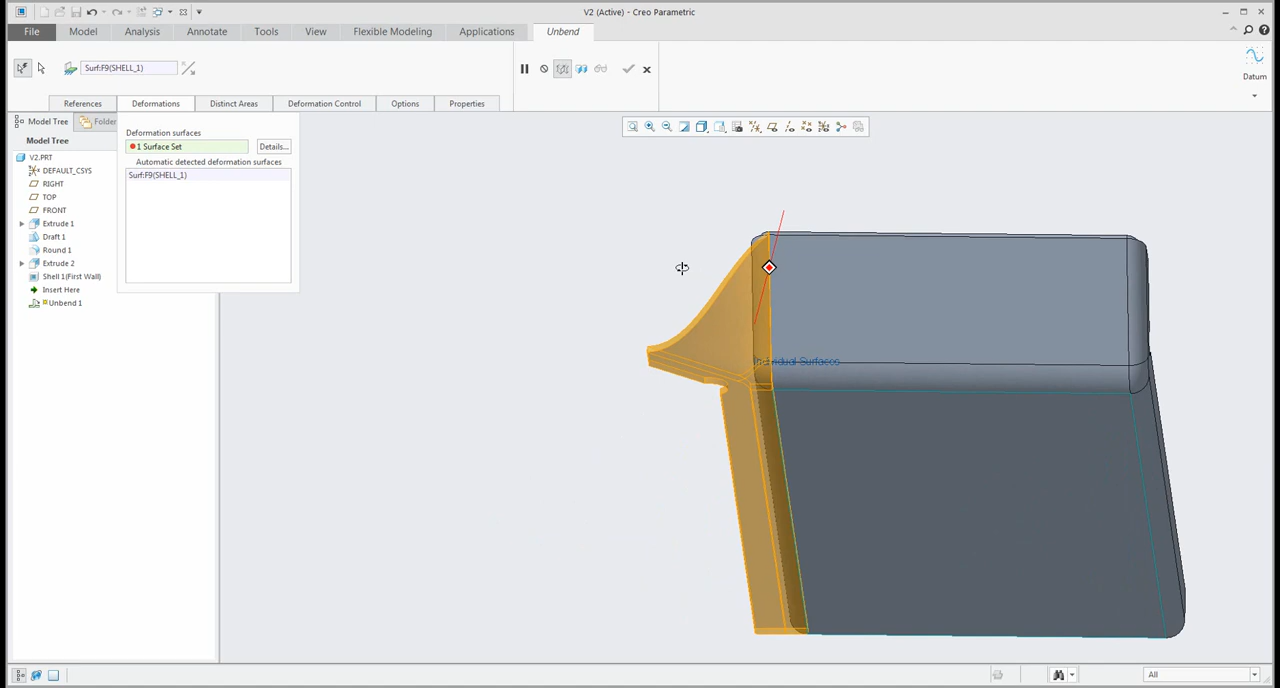 V2 (Active) - Creo Parametric
File Model Analysis Annotate Tools View Flexible Modeling Applications Unbend
Surf:F9(SHELL_1)
Datum
References Deformations Distinct Areas Deformation Control Options Properties
Model Tree Folder
Model Tree
V2.PRT
DEFAULT_CSYS
RIGHT
TOP
FRONT
Extrude 1
Draft 1
Round 1
Extrude 2
Shell 1(First Wall)
Insert Here
Unbend 1
Deformation surfaces
1 Surface Set Details...
Automatic detected deformation surfaces
Surf:F9(SHELL_1)
Individual Surfaces
All